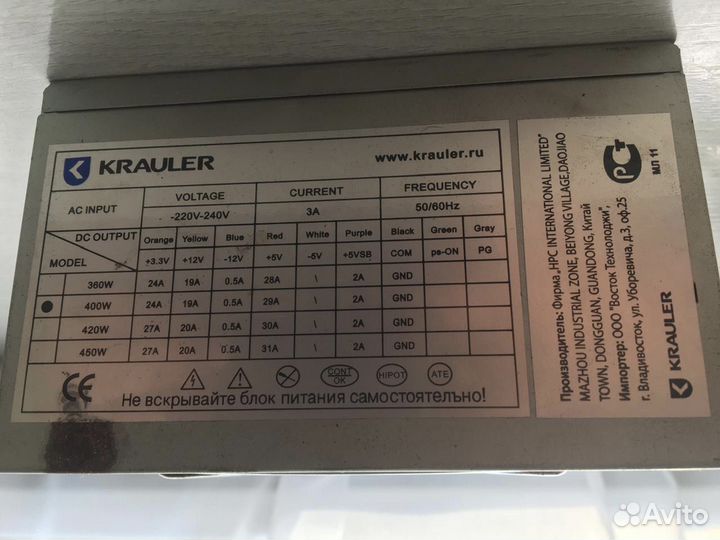 KRAULER
www.krauler.ru
AC INPUT VOLTAGE CURRENT FREQUENCY
~220V-240V 3A 50/60Hz
DC OUTPUT Orange Yellow Blue Red White Purple Black Green Gray
MODEL +3.3V +12V -12V +5V -5V +5VSB COM ps-ON PG
360W 24A 19A 0.5A 28A \ 2A GND
400W 24A 19A 0.5A 29A \ 2A GND
420W 27A 20A 0.5A 30A \ 2A GND
450W 27A 20A 0.5A 31A \ 2A GND
CE CONT OK HIPOT ATE
Не вскрывайте блок питания самостоятельно!
Производитель: Фирма „HPC INTERNATIONAL LIMITED"
MAZHOU INDUSTRIAL ZONE, BEIYONG VILLAGE,DAOJIAO
TOWN, DONGGUAN, GUANDONG, Китай
Импортер: ООО "Восток Технолоджи",
г. Владивосток, ул. Уборевича, д.3, оф.25
РСТ
МЛ 11
KRAULER
Avito